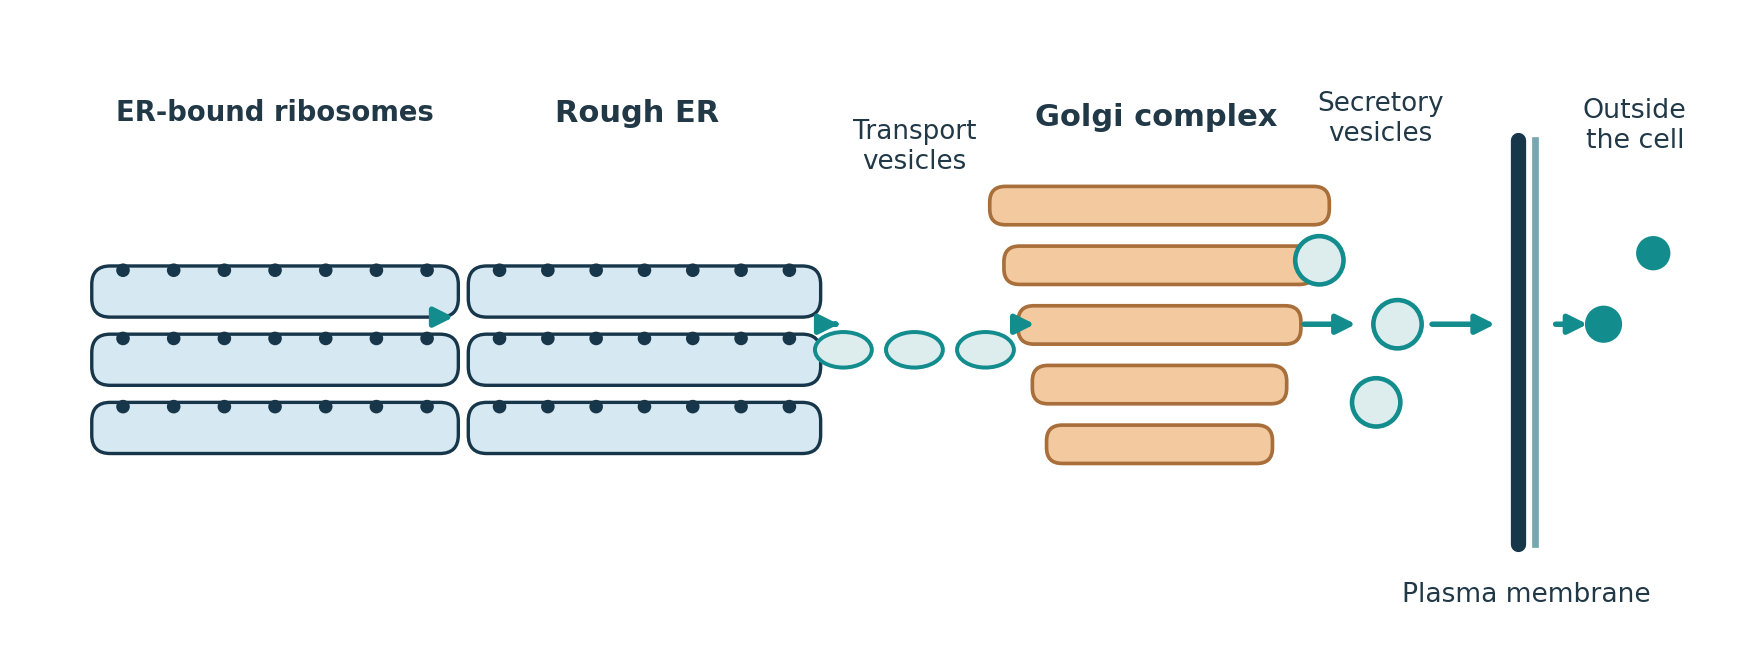 ER-bound ribosomes
Rough ER
Transport
vesicles
Golgi complex
Secretory
vesicles
Outside
the cell
Plasma membrane